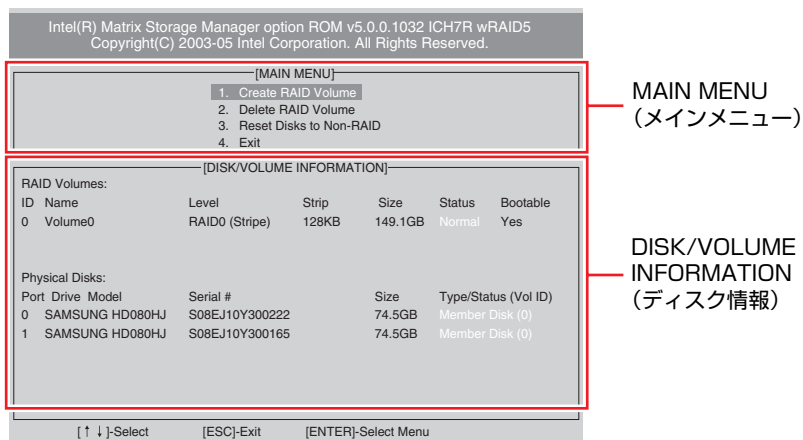 Intel(R) Matrix Storage Manager option ROM v5.0.0.1032 ICH7R wRAID5
Copyright(C) 2003-05 Intel Corporation. All Rights Reserved.
[MAIN MENU]
1. Create RAID Volume
2. Delete RAID Volume
3. Reset Disks to Non-RAID
4. Exit
MAIN MENU
（メインメニュー）
[DISK/VOLUME INFORMATION]
RAID Volumes:
ID Name Level Strip Size Status Bootable
0 Volume0 RAID0 (Stripe) 128KB 149.1GB Normal Yes
Physical Disks:
Port Drive Model Serial # Size Type/Status (Vol ID)
0 SAMSUNG HD080HJ S08EJ10Y300222 74.5GB Member Disk (0)
1 SAMSUNG HD080HJ S08EJ10Y300165 74.5GB Member Disk (0)
DISK/VOLUME
INFORMATION
（ディスク情報）
[↑↓]-Select [ESC]-Exit [ENTER]-Select Menu